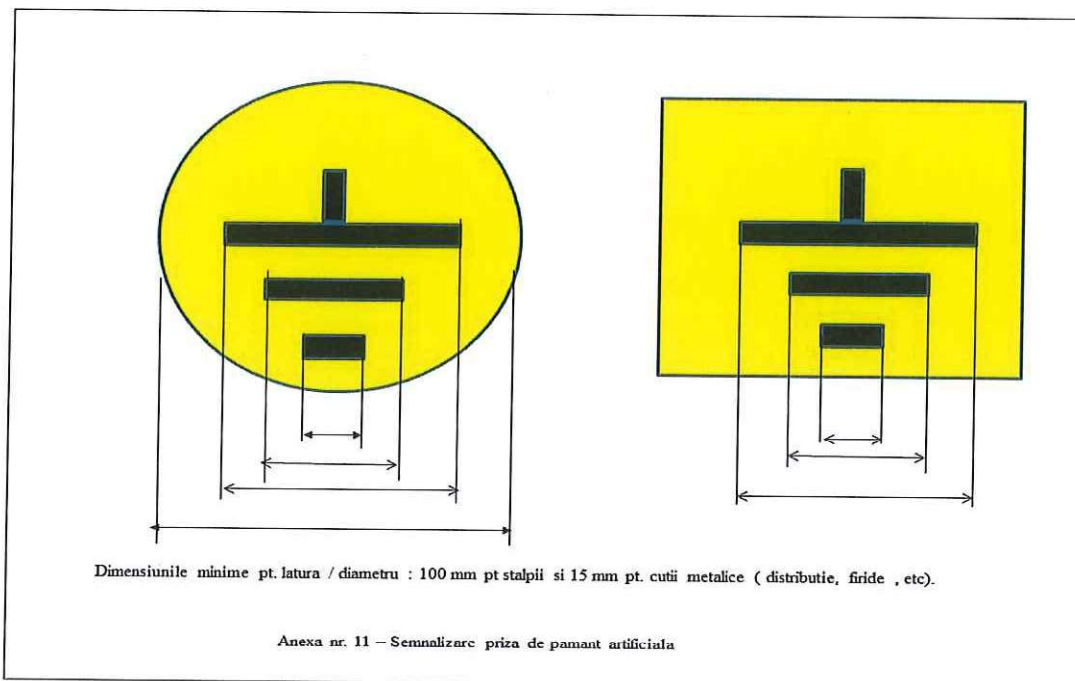 Dimensiunile minime pt. latura / diametru : 100 mm pt stalpii si 15 mm pt. cutii metalice ( distributie, firide , etc).
Anexa nr. 11 – Semnalizare priza de pamant artificiala